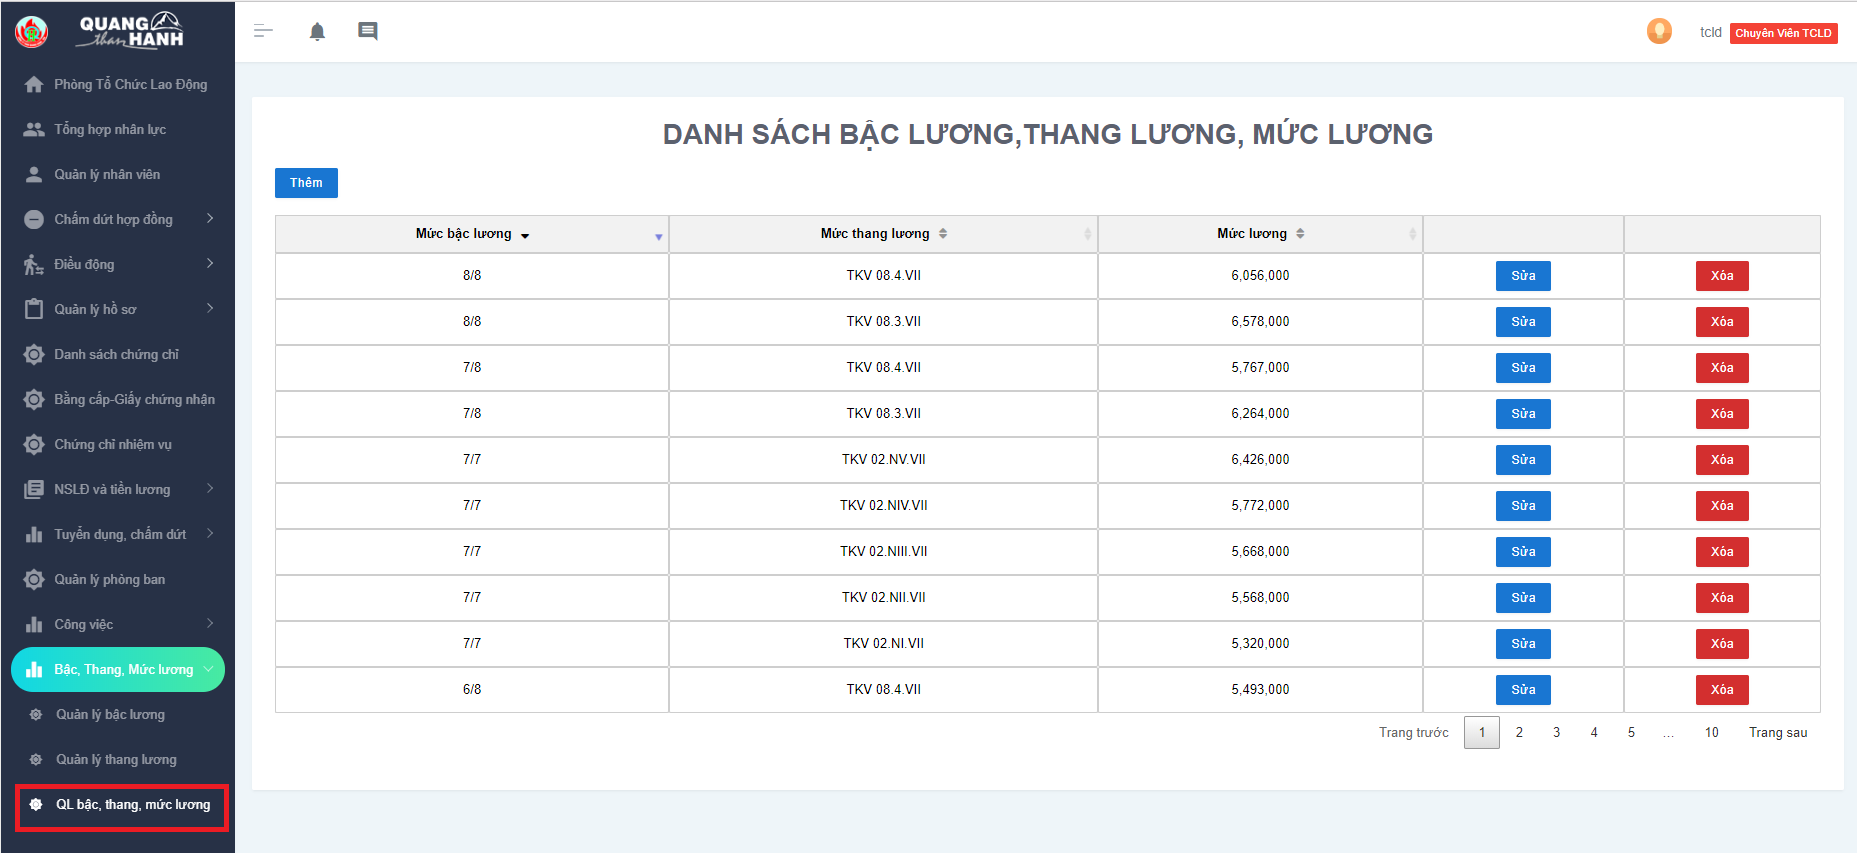 QUANG
than HANH
tcld Chuyên Viên TCLD
Phòng Tổ Chức Lao Động
Tổng hợp nhân lực
Quản lý nhân viên
Chấm dứt hợp đồng
Điều động
Quản lý hồ sơ
Danh sách chứng chỉ
Bằng cấp-Giấy chứng nhận
Chứng chỉ nhiệm vụ
NSLĐ và tiền lương
Tuyển dụng, chấm dứt
Quản lý phòng ban
Công việc
Bậc, Thang, Mức lương
Quản lý bậc lương
Quản lý thang lương
QL bậc, thang, mức lương
DANH SÁCH BẬC LƯƠNG,THANG LƯƠNG, MỨC LƯƠNG
Thêm
Mức bậc lương Mức thang lương Mức lương
8/8 TKV 08.4.VII 6,056,000 Sửa Xóa
8/8 TKV 08.3.VII 6,578,000 Sửa Xóa
7/8 TKV 08.4.VII 5,767,000 Sửa Xóa
7/8 TKV 08.3.VII 6,264,000 Sửa Xóa
7/7 TKV 02.NV.VII 6,426,000 Sửa Xóa
7/7 TKV 02.NIV.VII 5,772,000 Sửa Xóa
7/7 TKV 02.NIII.VII 5,668,000 Sửa Xóa
7/7 TKV 02.NII.VII 5,568,000 Sửa Xóa
7/7 TKV 02.NI.VII 5,320,000 Sửa Xóa
6/8 TKV 08.4.VII 5,493,000 Sửa Xóa
Trang trước 1 2 3 4 5 … 10 Trang sau